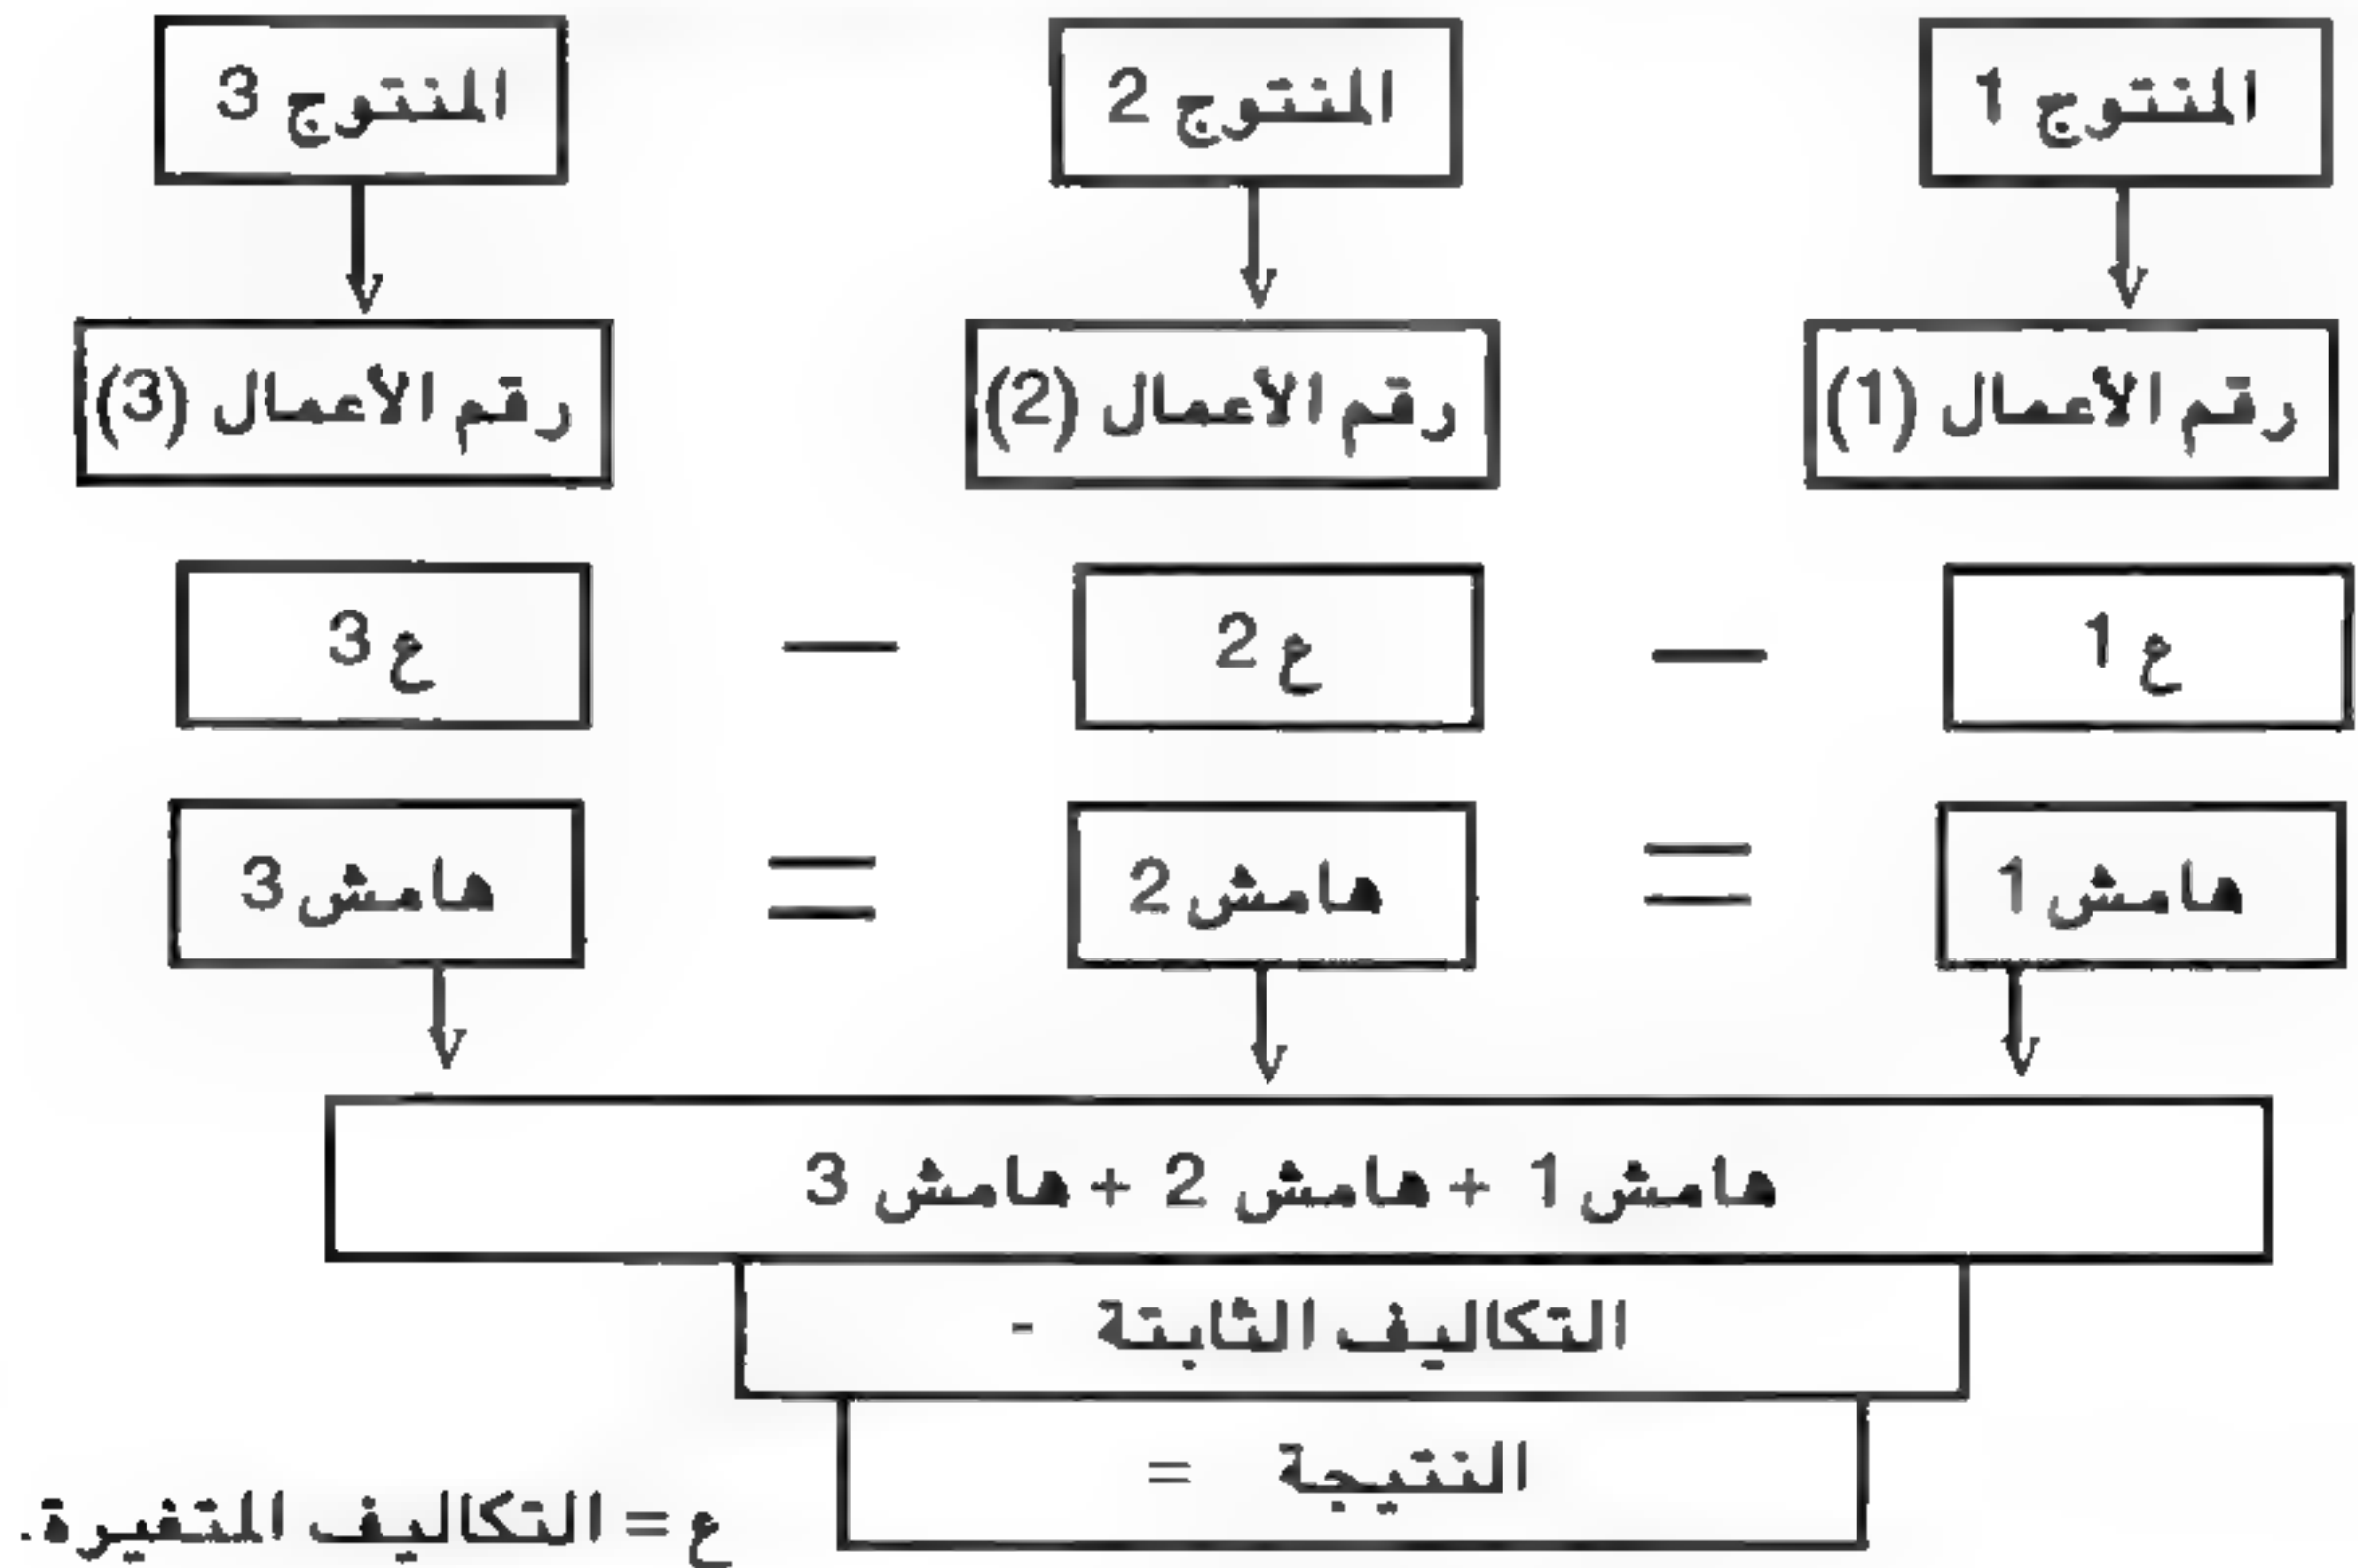 المنتوج 1 المنتوج 2 المنتوج 3
رقم الأعمال (1) رقم الأعمال (2) رقم الأعمال (3)
ع 1 — ع 2 — ع 3
هامش 1 = هامش 2 = هامش 3
هامش 1 + هامش 2 + هامش 3
التكاليف الثابتة -
النتيجة =
ع = التكاليف المتغيرة.